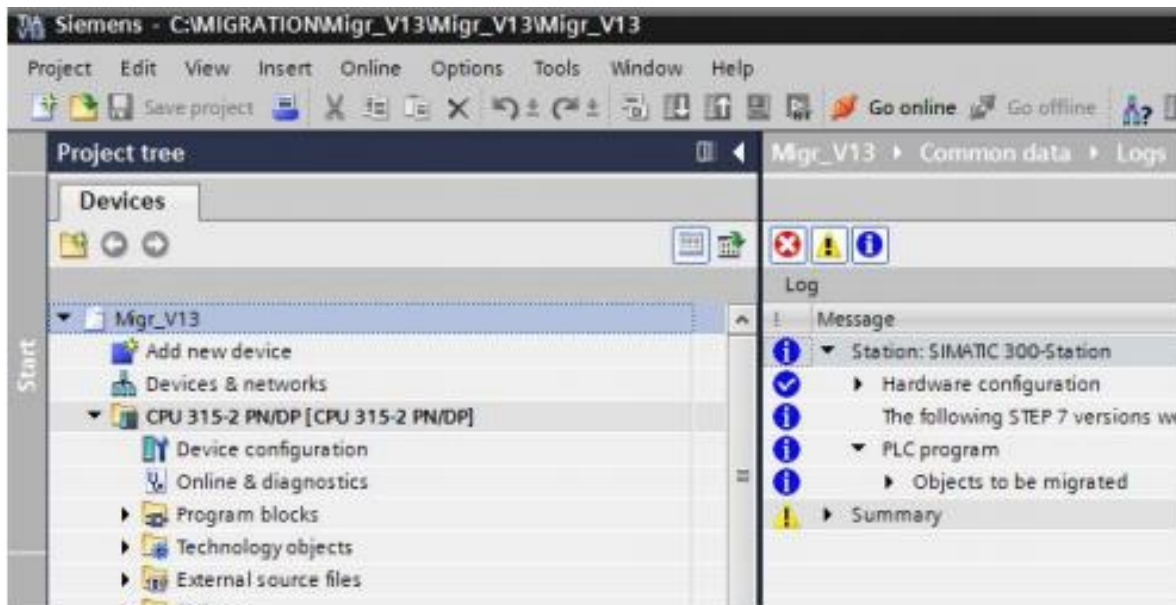 Siemens - C:\MIGRATION\Migr_V13\Migr_V13\Migr_V13
Project Edit View Insert Online Options Tools Window Help
Save project Go online Go offline
Project tree
Migr_V13 Common data Logs
Devices
Start
Log
! Message
Migr_V13
Add new device
Devices & networks
CPU 315-2 PN/DP [CPU 315-2 PN/DP]
Device configuration
Online & diagnostics
Program blocks
Technology objects
External source files
Station: SIMATIC 300-Station
Hardware configuration
The following STEP 7 versions we
PLC program
Objects to be migrated
Summary